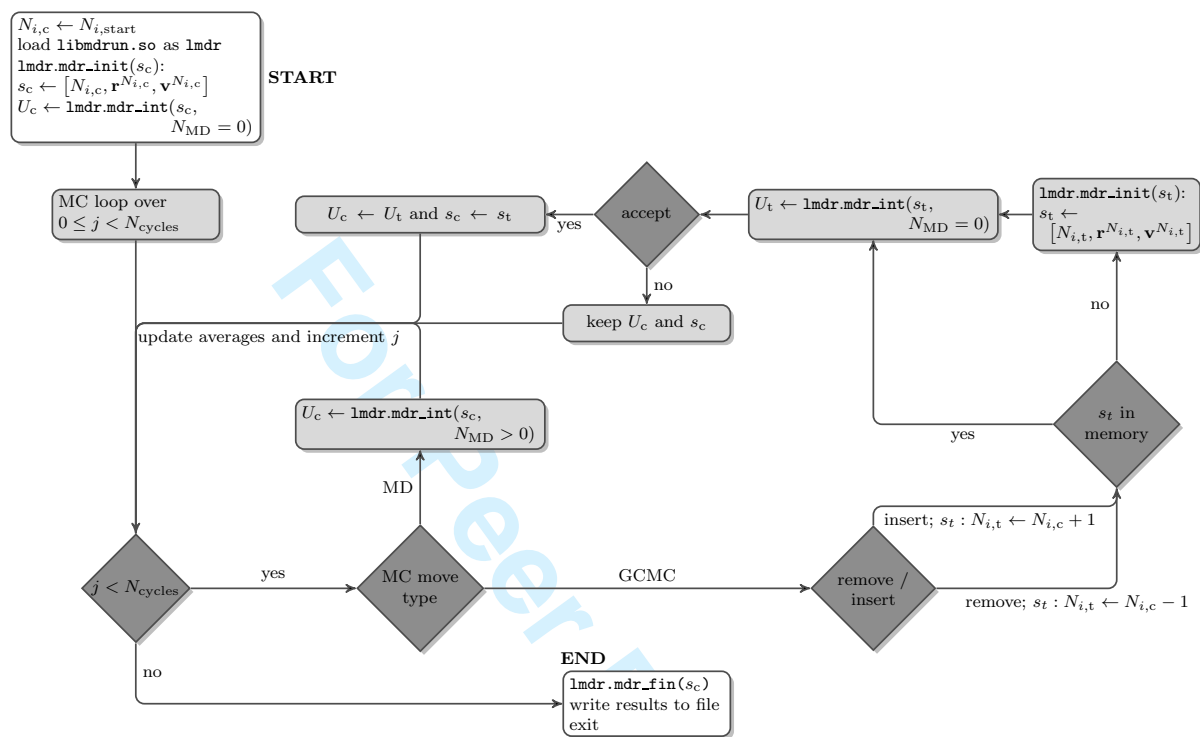 N_{i,c} ← N_{i,start}
load libmdrun.so as lmdr
lmdr.mdr_init(s_c):
s_c ← [N_{i,c}, r^{N_{i,c}}, v^{N_{i,c}}]
U_c ← lmdr.mdr_int(s_c,
N_MD = 0)
START
MC loop over
0 ≤ j < N_cycles
U_c ← U_t and s_c ← s_t
yes
accept
no
keep U_c and s_c
U_t ← lmdr.mdr_int(s_t,
N_MD = 0)
lmdr.mdr_init(s_t):
s_t ←
[N_{i,t}, r^{N_{i,t}}, v^{N_{i,t}}]
no
update averages and increment j
U_c ← lmdr.mdr_int(s_c,
N_MD > 0)
MD
yes
s_t in
memory
insert; s_t : N_{i,t} ← N_{i,c} + 1
j < N_cycles
yes
MC move
type
GCMC
remove /
insert
remove; s_t : N_{i,t} ← N_{i,c} − 1
no
END
lmdr.mdr_fin(s_c)
write results to file
exit
For Peer